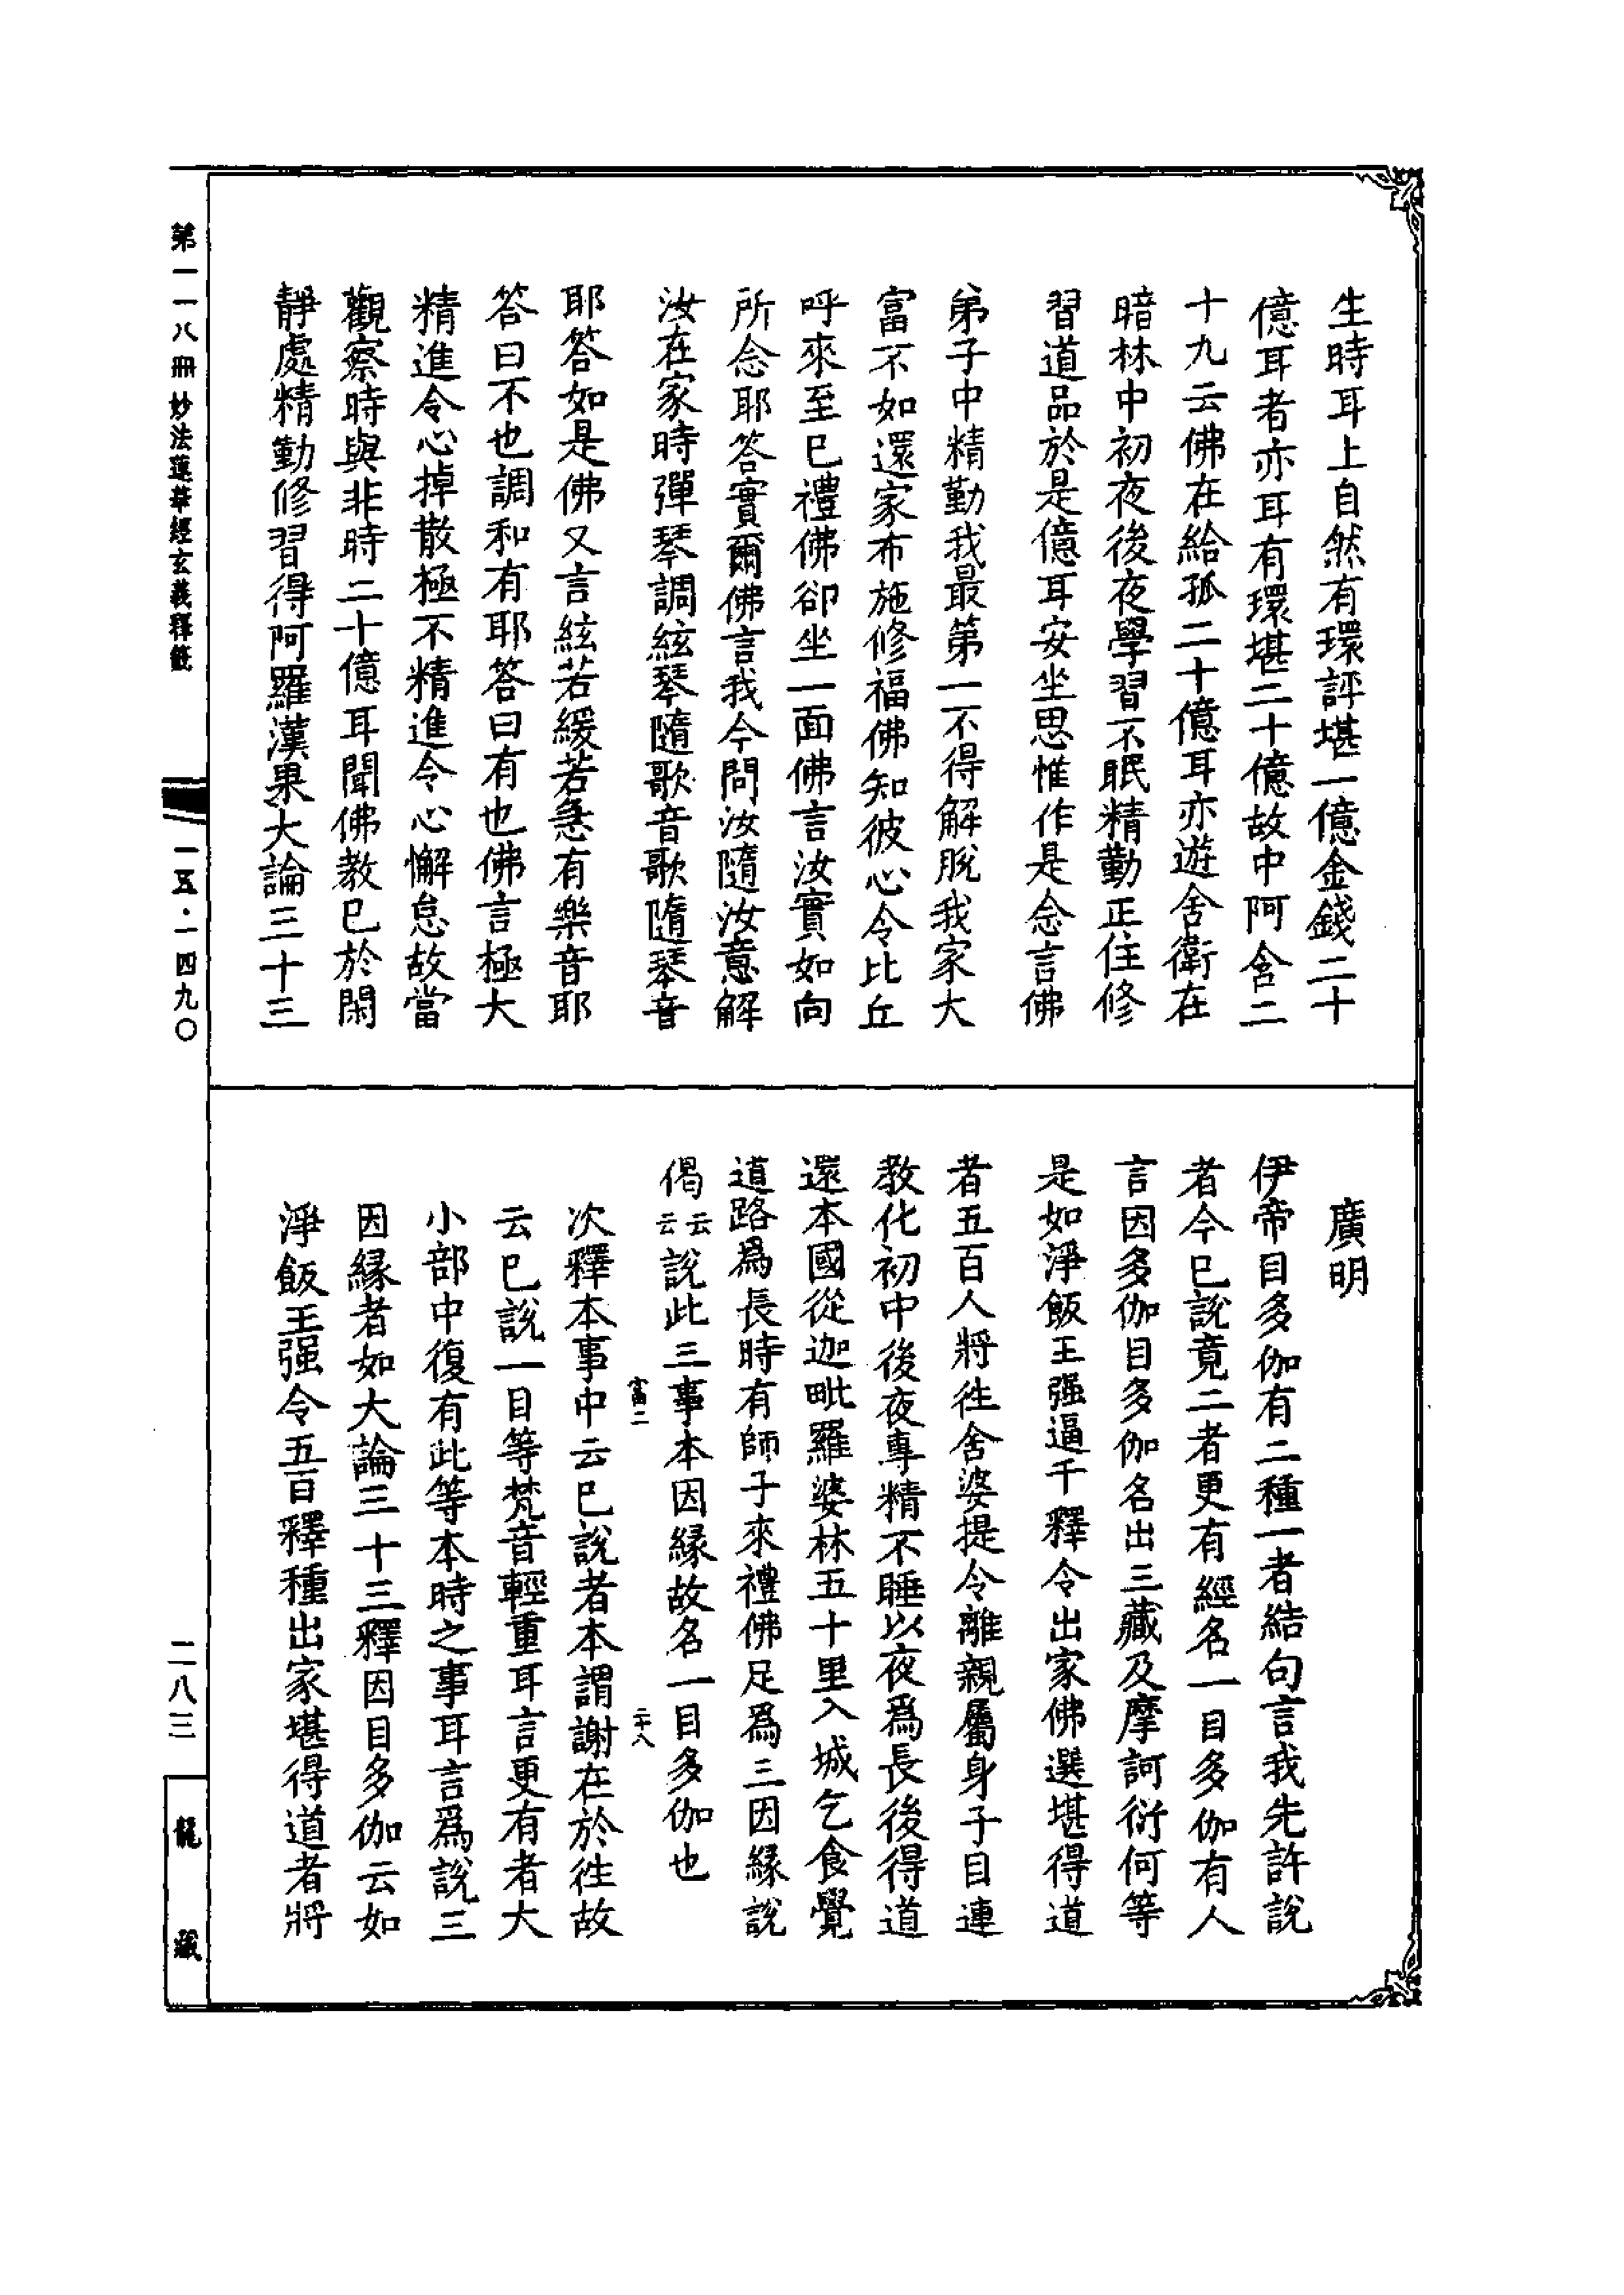 生時耳上自然有環評堪一億金錢二十
億耳者亦耳有環堪二十億故中阿含二
十九云佛在給孤二十億耳亦遊舍衛在
暗林中初夜後夜學習不眠精勤正住修
習道品於是億耳安坐思惟作是念言佛
弟子中精勤我最第一不得解脫我家大
富不如還家布施修福佛知彼心令比丘
呼來至已禮佛卻坐一面佛言汝實如向
所念耶答實爾佛言我今問汝隨汝意解
汝在家時彈琴調絃琴隨歌音歌隨琴音
耶答如是佛又言絃若緩若急有樂音耶
答曰不也調和有耶答曰有也佛言極大
精進令心掉散極不精進令心懈怠故當
觀察時與非時二十億耳聞佛教已於閑
靜處精勤修習得阿羅漢果大論三十三
廣明
伊帝目多伽有二種一者結句言我先許說
者今已說竟二者更有經名一目多伽有人
言因多伽目多伽名出三藏及摩訶衍何等
是如淨飯王强逼千釋令出家佛選堪得道
者五百人將往舍婆提令離親屬身子目連
教化初中後夜專精不睡以夜為長後得道
還本國從迦毗羅婆林五十里入城乞食覺
道路為長時有師子來禮佛足為三因緣說
偈云云說此三事本因緣故名一目多伽也
富二
二十八
次釋本事中云已說者本謂謝在於往故
云已說一目等梵音輕重耳言更有者大
小部中復有此等本時之事耳言為說三
因緣者如大論三十三釋因目多伽云如
淨飯王强令五百釋種出家堪得道者將
第一一八冊 妙法蓮華經玄義釋籤
一五·一四九〇
二八三
龍藏